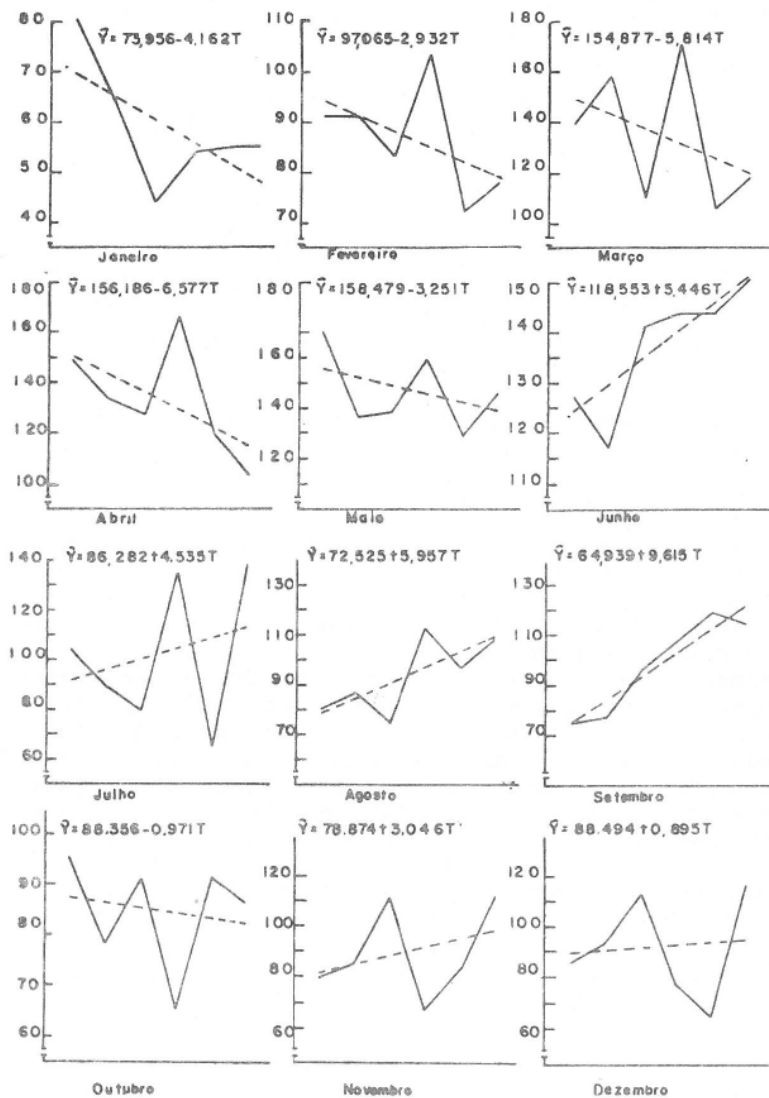 80
70
60
50
40
Ŷ=73,956-4,162T
Janeiro
110
100
90
80
70
Ŷ=97,065-2,932T
Fevereiro
180
160
140
120
100
Ŷ=154,877-5,814T
Março
180
160
140
120
100
Ŷ=156,186-6,577T
Abril
180
160
140
120
Ŷ=158,479-3,251T
Maio
150
140
130
120
110
Ŷ=118,553+5,446T
Junho
140
120
100
80
60
Ŷ=86,282+4,535T
Julho
130
110
90
70
Ŷ=72,525+5,957T
Agosto
130
110
90
70
Ŷ=64,939+9,615T
Setembro
100
90
80
70
60
Ŷ=88.356-0,971T
Outubro
120
100
80
60
Ŷ=78.874+3,046T
Novembro
120
100
80
60
Ŷ=88.494+0,895T
Dezembro